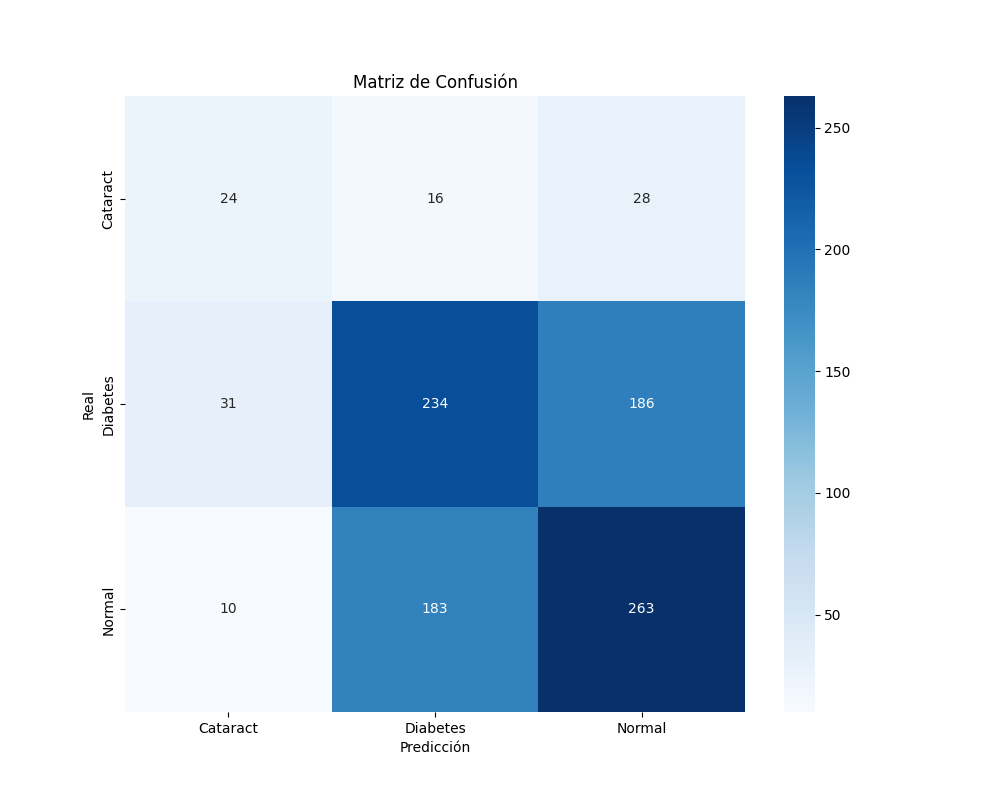 Matriz de Confusión
Cataract
24
16
28
Real
Diabetes
31
234
186
Normal
10
183
263
Cataract
Diabetes
Normal
Predicción
250
200
150
100
50